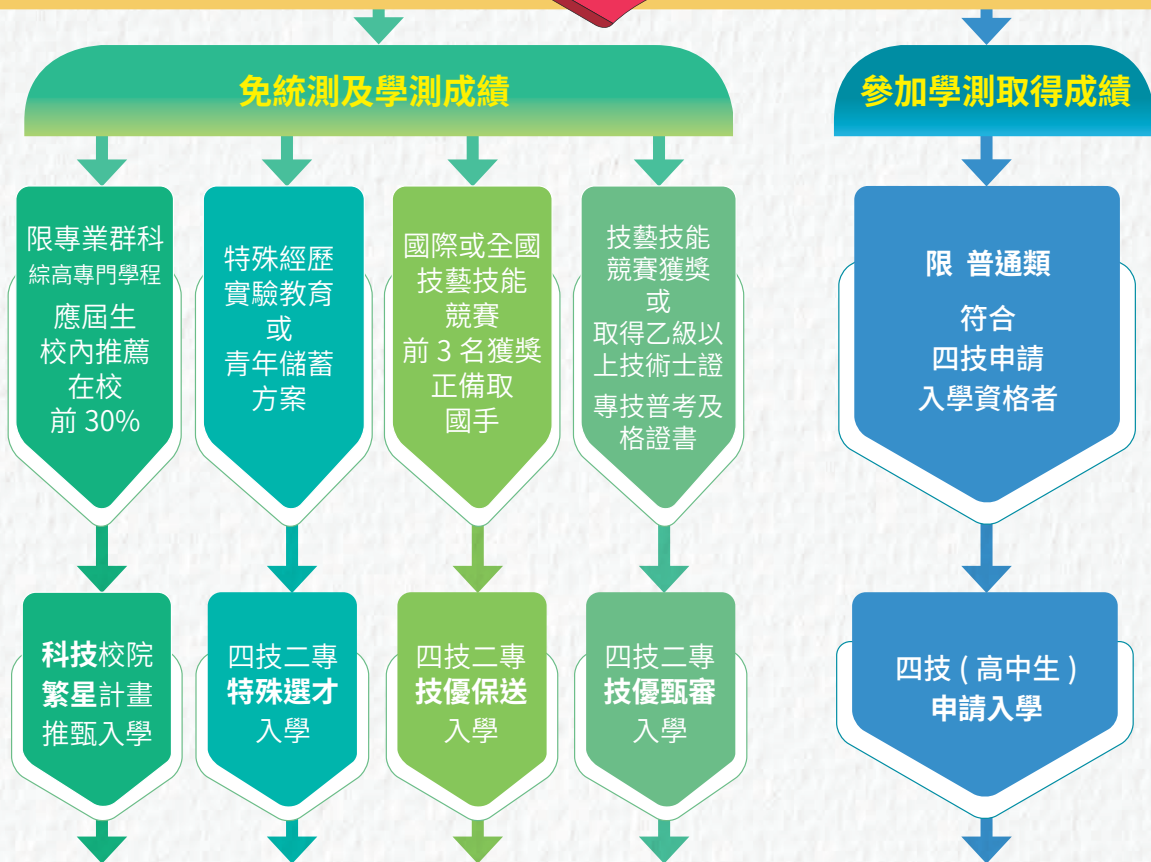 免統測及學測成績
參加學測取得成績
限專業群科
綜高專門學程
應屆生
校內推薦
在校
前 30%
特殊經歷
實驗教育
或
青年儲蓄
方案
國際或全國
技藝技能
競賽
前 3 名獲獎
正備取
國手
技藝技能
競賽獲獎
或
取得乙級以
上技術士證
專技普考及
格證書
限 普通類
符合
四技申請
入學資格者
科技校院
繁星計畫
推甄入學
四技二專
特殊選才
入學
四技二專
技優保送
入學
四技二專
技優甄審
入學
四技 ( 高中生 )
申請入學